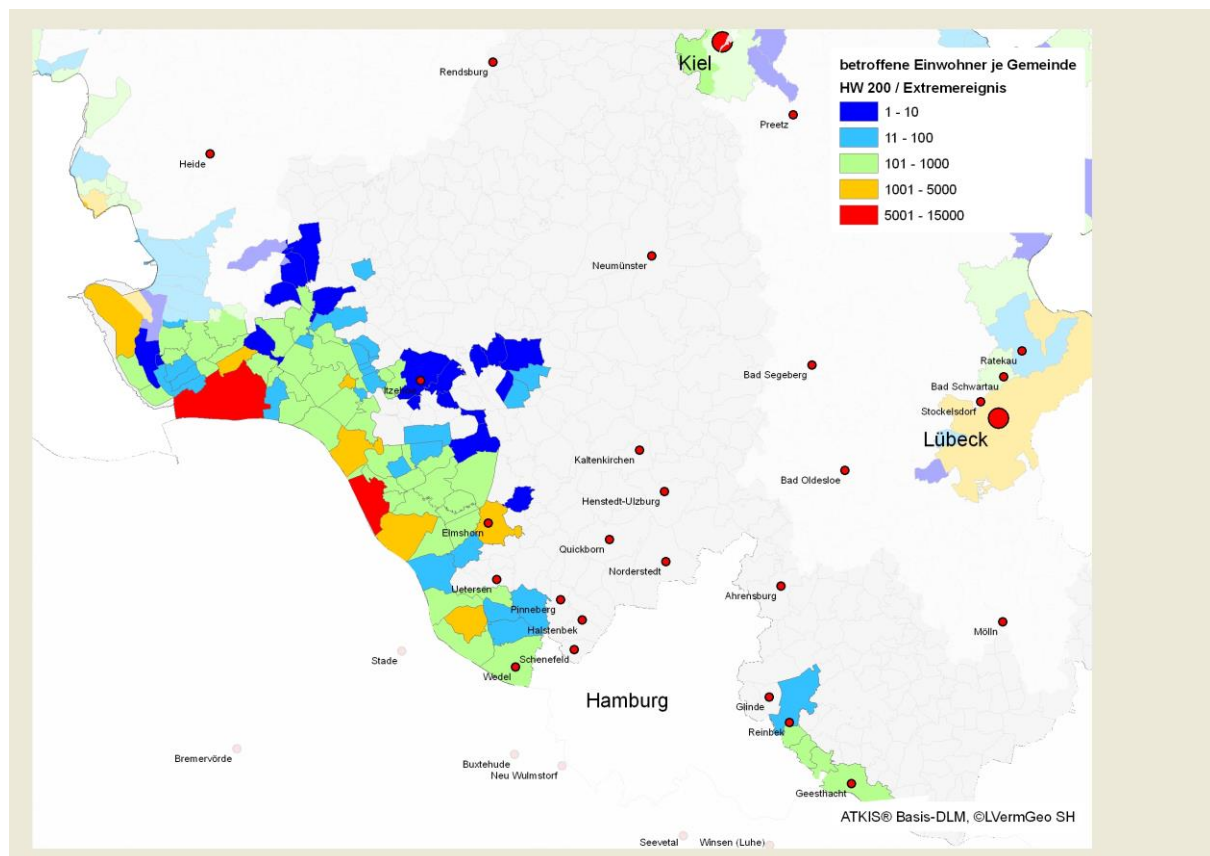 Kiel
Rendsburg
Preetz
Heide
betroffene Einwohner je Gemeinde
HW 200 / Extremereignis
1 - 10
11 - 100
101 - 1000
1001 - 5000
5001 - 15000
Neumünster
Ratekau
Bad Segeberg
Bad Schwartau
Stockelsdorf
Lübeck
Kaltenkirchen
Bad Oldesloe
Henstedt-Ulzburg
Elmshorn
Quickborn
Norderstedt
Uetersen
Ahrensburg
Pinneberg
Halstenbek
Mölln
Stade
Schenefeld
Wedel
Hamburg
Glinde
Reinbek
Bremervörde
Buxtehude
Neu Wulmstorf
Geesthacht
ATKIS® Basis-DLM, ©LVermGeo SH
Seevetal
Winsen (Luhe)